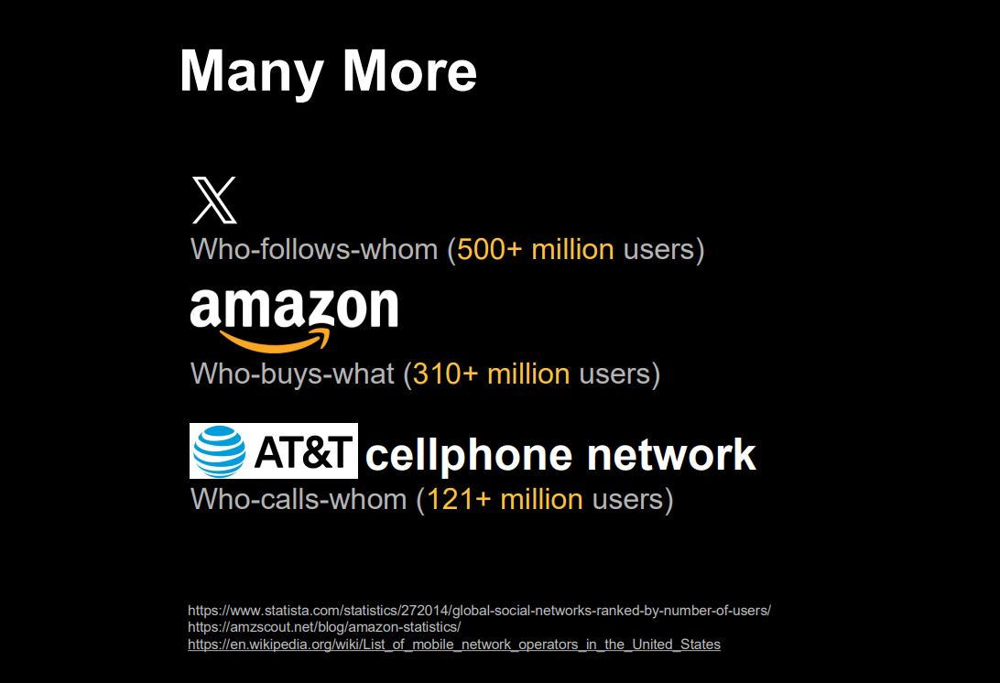 Many More
X
Who-follows-whom (500+ million users)
amazon
Who-buys-what (310+ million users)
AT&T cellphone network
Who-calls-whom (121+ million users)
https://www.statista.com/statistics/272014/global-social-networks-ranked-by-number-of-users/
https://amzscout.net/blog/amazon-statistics/
https://en.wikipedia.org/wiki/List_of_mobile_network_operators_in_the_United_States